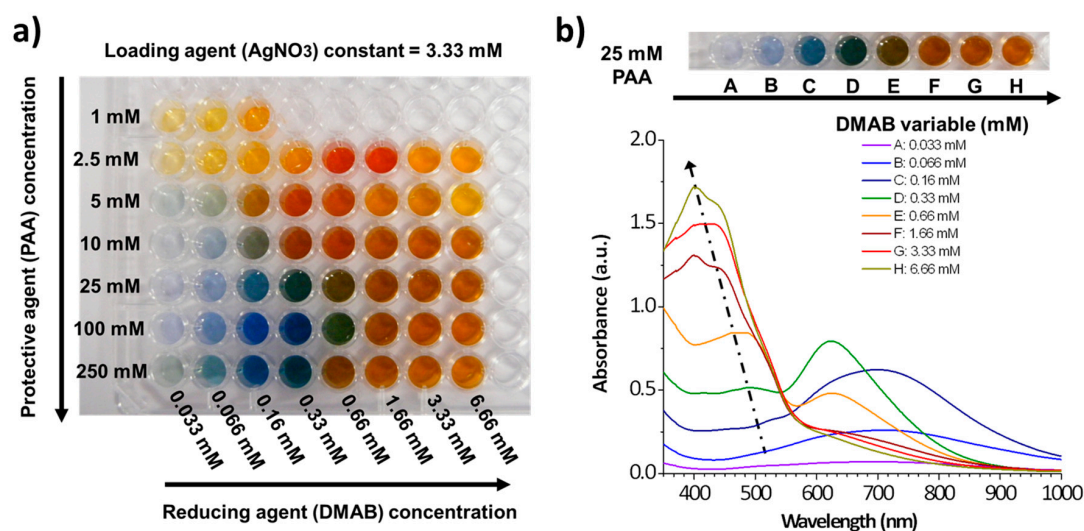 a)
Loading agent (AgNO3) constant = 3.33 mM
Protective agent (PAA) concentration
1 mM
2.5 mM
5 mM
10 mM
25 mM
100 mM
250 mM
0.033 mM
0.066 mM
0.16 mM
0.33 mM
0.66 mM
1.66 mM
3.33 mM
6.66 mM
Reducing agent (DMAB) concentration
b)
25 mM
PAA
A B C D E F G H
DMAB variable (mM)
A: 0.033 mM
B: 0.066 mM
C: 0.16 mM
D: 0.33 mM
E: 0.66 mM
F: 1.66 mM
G: 3.33 mM
H: 6.66 mM
Absorbance (a.u.)
2.0
1.5
1.0
0.5
0.0
400 500 600 700 800 900 1000
Wavelength (nm)